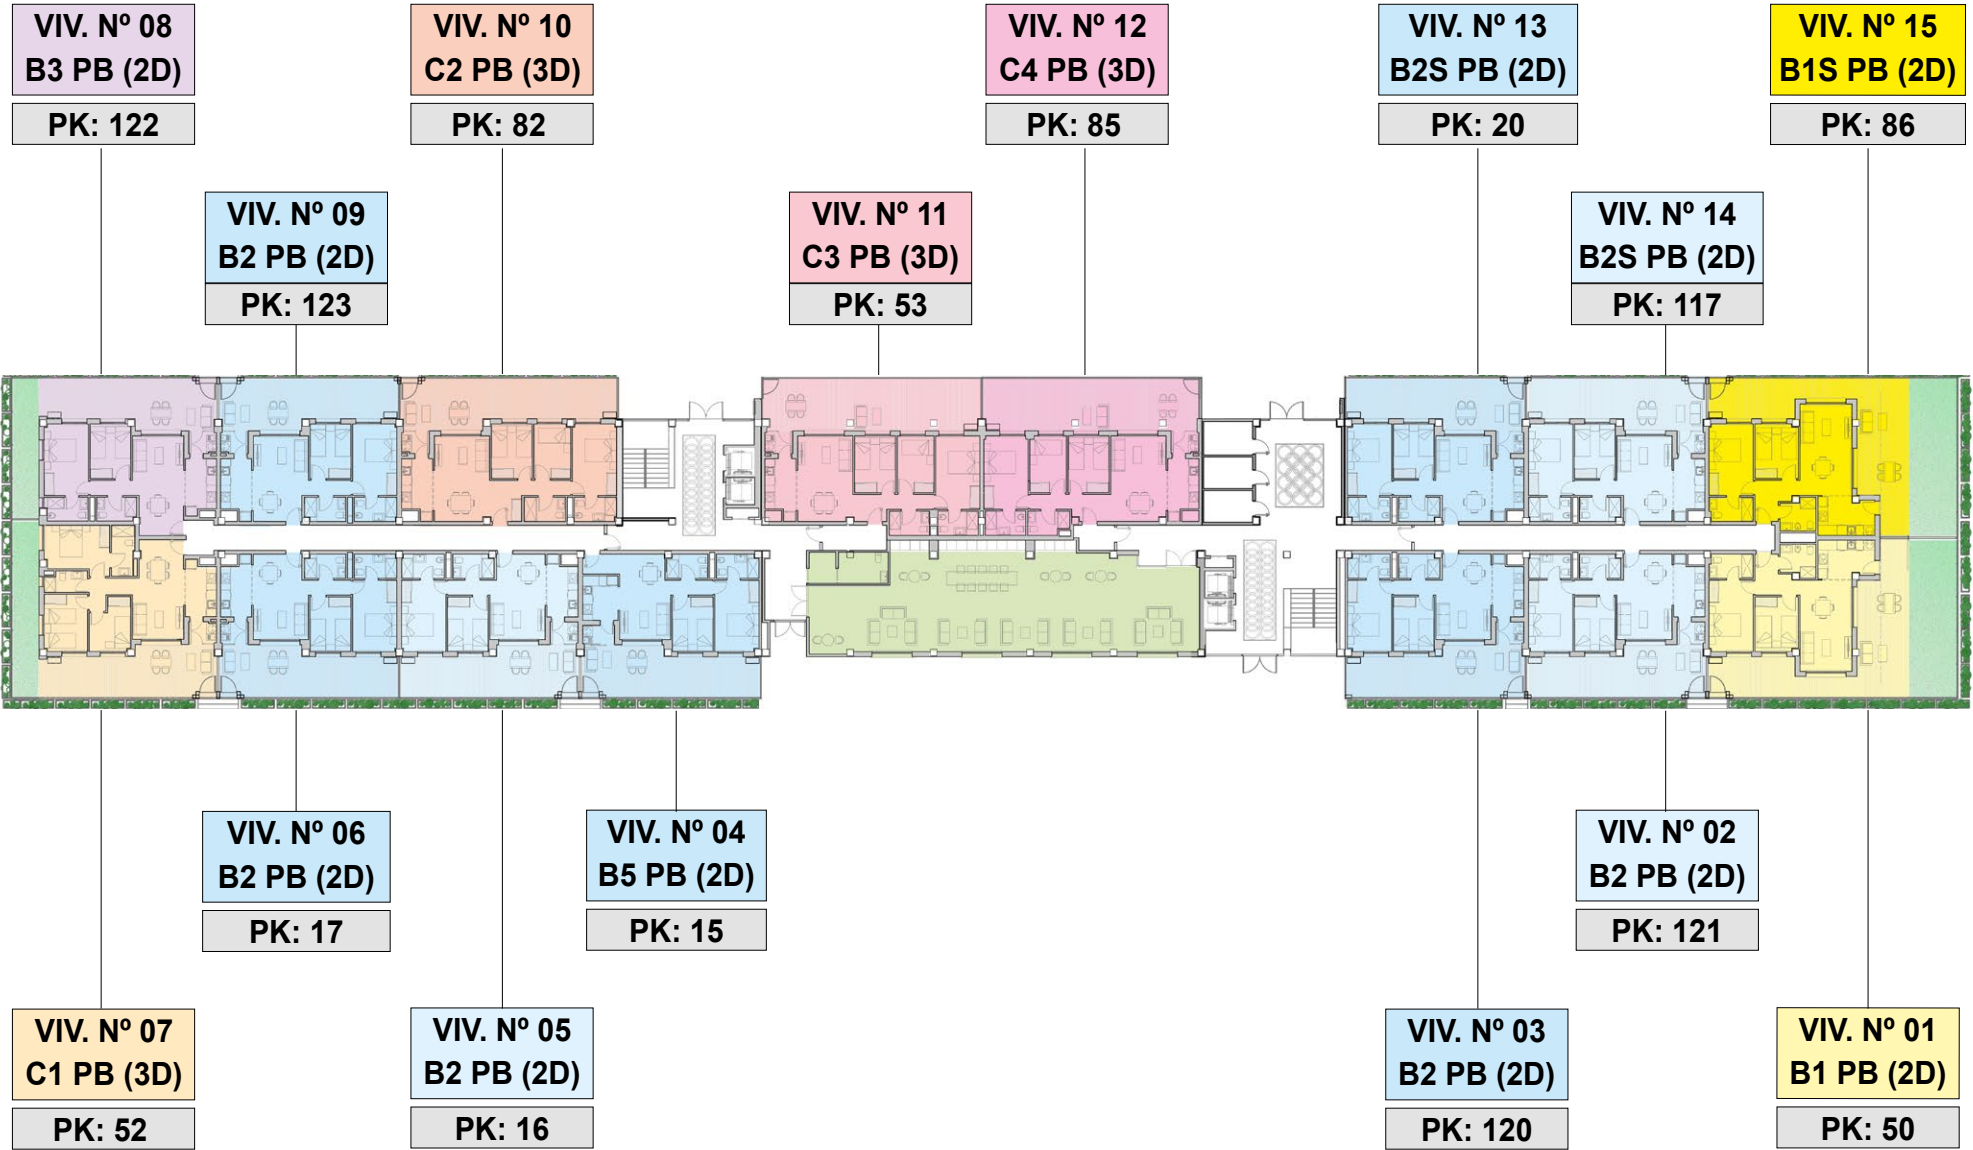 VIV. Nº 08
B3 PB (2D)
PK: 122
VIV. Nº 10
C2 PB (3D)
PK: 82
VIV. Nº 12
C4 PB (3D)
PK: 85
VIV. Nº 13
B2S PB (2D)
PK: 20
VIV. Nº 15
B1S PB (2D)
PK: 86
VIV. Nº 09
B2 PB (2D)
PK: 123
VIV. Nº 11
C3 PB (3D)
PK: 53
VIV. Nº 14
B2S PB (2D)
PK: 117
VIV. Nº 06
B2 PB (2D)
PK: 17
VIV. Nº 04
B5 PB (2D)
PK: 15
VIV. Nº 02
B2 PB (2D)
PK: 121
VIV. Nº 07
C1 PB (3D)
PK: 52
VIV. Nº 05
B2 PB (2D)
PK: 16
VIV. Nº 03
B2 PB (2D)
PK: 120
VIV. Nº 01
B1 PB (2D)
PK: 50